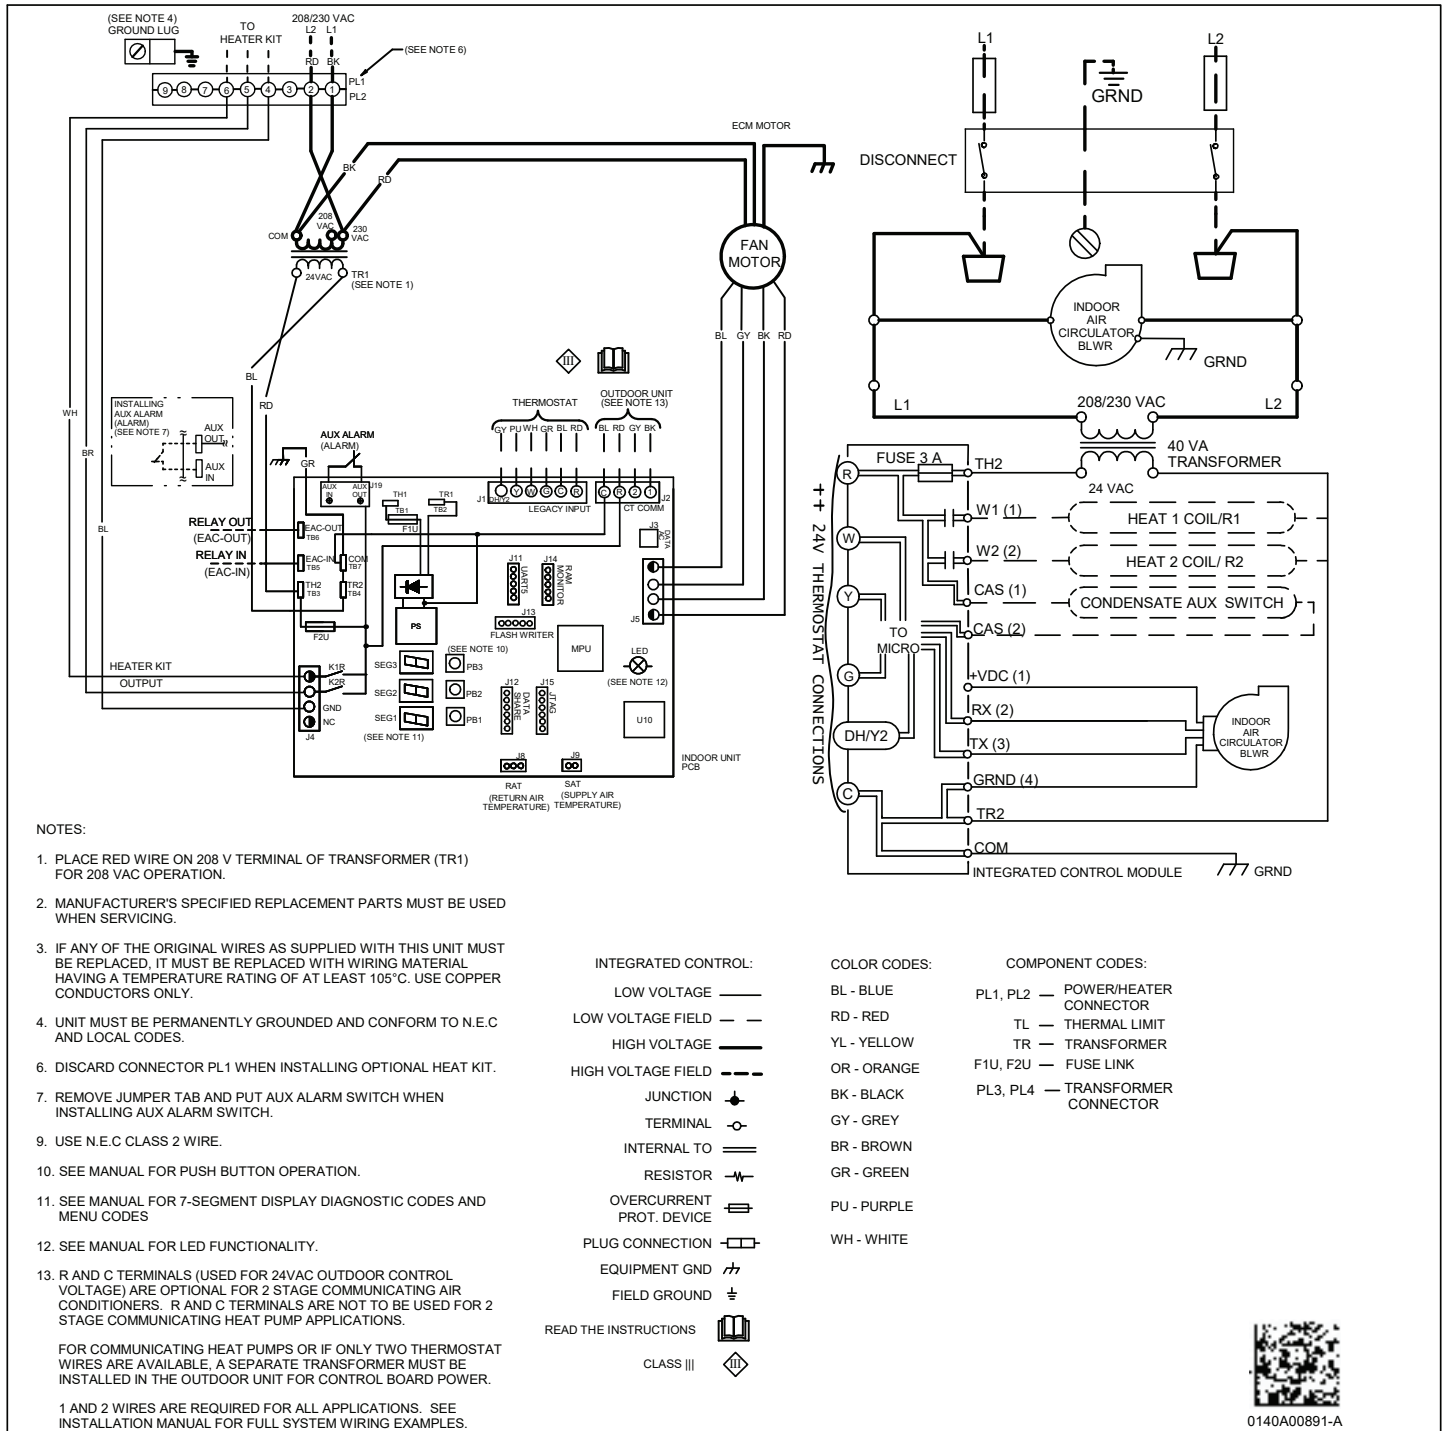 (SEE NOTE 4)
GROUND LUG
TO
HEATER KIT
208/230 VAC
L2 L1
RD BK
(SEE NOTE 6)
PL1
PL2
9 8 7 6 5 4 3 2 1
ECM MOTOR
BK
RD
208
VAC
COM
230
VAC
24VAC
TR1
(SEE NOTE 1)
FAN
MOTOR
BL GY BK RD
BL
RD
WH
BR
BL
INSTALLING
AUX ALARM
(ALARM)
(SEE NOTE 7)
AUX
OUT
AUX
IN
AUX ALARM
(ALARM)
GR
III
THERMOSTAT
OUTDOOR UNIT
(SEE NOTE 13)
GY PU WH GR BL RD
BL RD GY BK
AUX
IN
AUX
OUT
J19
TH1
TB1
F1U
TR1
TB2
J1
DH/Y2
Y W G C R
C R 2 1
J2
LEGACY INPUT
CT COMM
RELAY OUT
(EAC-OUT)
RELAY IN
(EAC-IN)
EAC-OUT
TB6
EAC-IN
TB5
COM
TB7
TH2
TB3
TR2
TB4
F2U
J3
DATA
AC
J11
UART5
J14
RAM
MONITOR
J13
FLASH WRITER
J5
PS
MPU
LED
(SEE NOTE 12)
(SEE NOTE 10)
SEG3
PB3
SEG2
PB2
SEG1
PB1
(SEE NOTE 11)
J12
DATA
SHARE
J15
JTAG
U10
HEATER KIT
OUTPUT
K1R
K2R
GND
NC
J4
J8
J9
INDOOR UNIT
PCB
RAT
(RETURN AIR
TEMPERATURE)
SAT
(SUPPLY AIR
TEMPERATURE)
L1
L2
GRND
DISCONNECT
INDOOR
AIR
CIRCULATOR
BLWR
GRND
L1
208/230 VAC
L2
40 VA
TRANSFORMER
24 VAC
FUSE 3 A
TH2
R
W
Y
G
DH/Y2
C
++ 24V THERMOSTAT CONNECTIONS
TO
MICRO
W1 (1)
HEAT 1 COIL/R1
W2 (2)
HEAT 2 COIL/ R2
CAS (1)
CONDENSATE AUX SWITCH
CAS (2)
+VDC (1)
RX (2)
TX (3)
GRND (4)
TR2
COM
INDOOR
AIR
CIRCULATOR
BLWR
INTEGRATED CONTROL MODULE
GRND
NOTES:
1. PLACE RED WIRE ON 208 V TERMINAL OF TRANSFORMER (TR1)
FOR 208 VAC OPERATION.
2. MANUFACTURER'S SPECIFIED REPLACEMENT PARTS MUST BE USED
WHEN SERVICING.
3. IF ANY OF THE ORIGINAL WIRES AS SUPPLIED WITH THIS UNIT MUST
BE REPLACED, IT MUST BE REPLACED WITH WIRING MATERIAL
HAVING A TEMPERATURE RATING OF AT LEAST 105°C. USE COPPER
CONDUCTORS ONLY.
4. UNIT MUST BE PERMANENTLY GROUNDED AND CONFORM TO N.E.C
AND LOCAL CODES.
6. DISCARD CONNECTOR PL1 WHEN INSTALLING OPTIONAL HEAT KIT.
7. REMOVE JUMPER TAB AND PUT AUX ALARM SWITCH WHEN
INSTALLING AUX ALARM SWITCH.
9. USE N.E.C CLASS 2 WIRE.
10. SEE MANUAL FOR PUSH BUTTON OPERATION.
11. SEE MANUAL FOR 7-SEGMENT DISPLAY DIAGNOSTIC CODES AND
MENU CODES
12. SEE MANUAL FOR LED FUNCTIONALITY.
13. R AND C TERMINALS (USED FOR 24VAC OUTDOOR CONTROL
VOLTAGE) ARE OPTIONAL FOR 2 STAGE COMMUNICATING AIR
CONDITIONERS. R AND C TERMINALS ARE NOT TO BE USED FOR 2
STAGE COMMUNICATING HEAT PUMP APPLICATIONS.
FOR COMMUNICATING HEAT PUMPS OR IF ONLY TWO THERMOSTAT
WIRES ARE AVAILABLE, A SEPARATE TRANSFORMER MUST BE
INSTALLED IN THE OUTDOOR UNIT FOR CONTROL BOARD POWER.
1 AND 2 WIRES ARE REQUIRED FOR ALL APPLICATIONS. SEE
INSTALLATION MANUAL FOR FULL SYSTEM WIRING EXAMPLES.
INTEGRATED CONTROL:
LOW VOLTAGE
LOW VOLTAGE FIELD
HIGH VOLTAGE
HIGH VOLTAGE FIELD
JUNCTION
TERMINAL
INTERNAL TO
RESISTOR
OVERCURRENT
PROT. DEVICE
PLUG CONNECTION
EQUIPMENT GND
FIELD GROUND
READ THE INSTRUCTIONS
CLASS |||
III
COLOR CODES:
BL - BLUE
RD - RED
YL - YELLOW
OR - ORANGE
BK - BLACK
GY - GREY
BR - BROWN
GR - GREEN
PU - PURPLE
WH - WHITE
COMPONENT CODES:
PL1, PL2 — POWER/HEATER
CONNECTOR
TL — THERMAL LIMIT
TR — TRANSFORMER
F1U, F2U — FUSE LINK
PL3, PL4 — TRANSFORMER
CONNECTOR
0140A00891-A